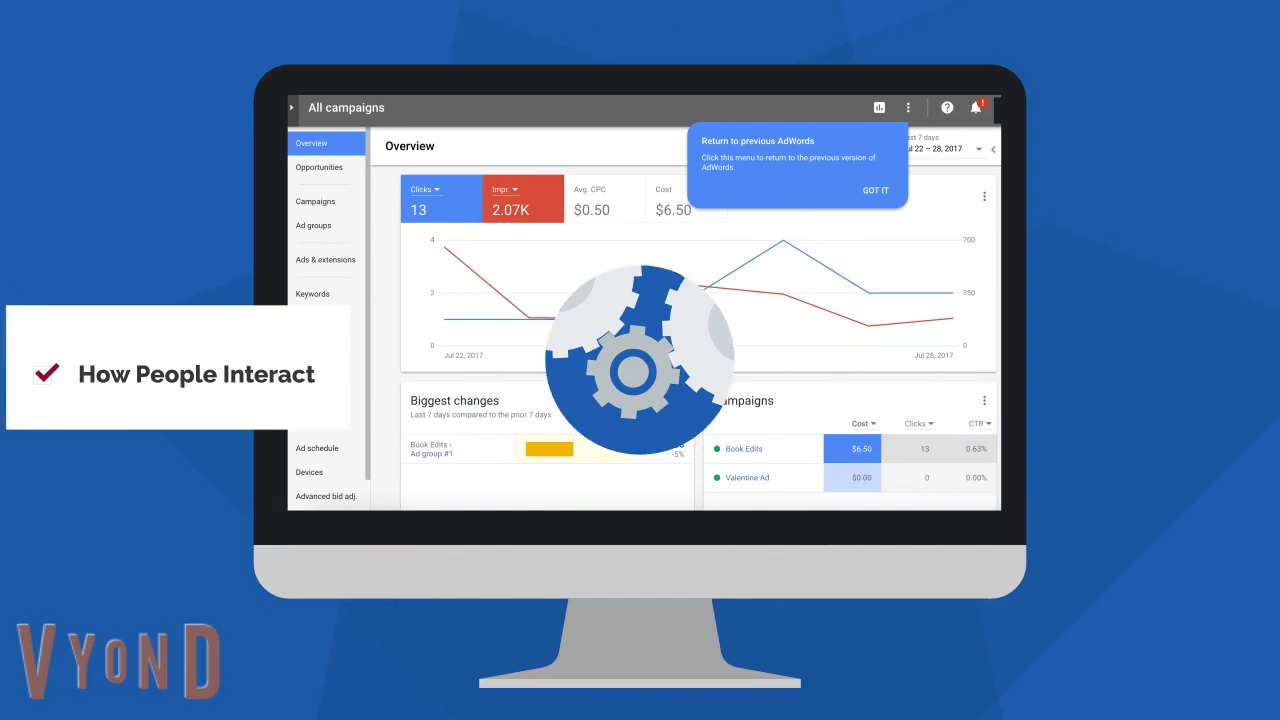 All campaigns
!
Overview
Opportunities
Campaigns
Ad groups
Ads & extensions
Keywords
Ad schedule
Devices
Advanced bid adj.
Overview
Return to previous AdWords
Click this menu to return to the previous version of
AdWords.
GOT IT
7 days
22 – 28, 2017
Clicks
13
Impr.
2.07K
Avg. CPC
$0.50
Cost
$6.50
4
2
0
700
350
0
Jul 22, 2017
Jul 28, 2017
Biggest changes
Last 7 days compared to the prior 7 days
Book Edits ›
Ad group #1
-5%
Cost
Clicks
CTR
Book Edits
$6.50
13
0.63%
Valentine Ad
$0.00
0
0.00%
How People Interact
VYOND